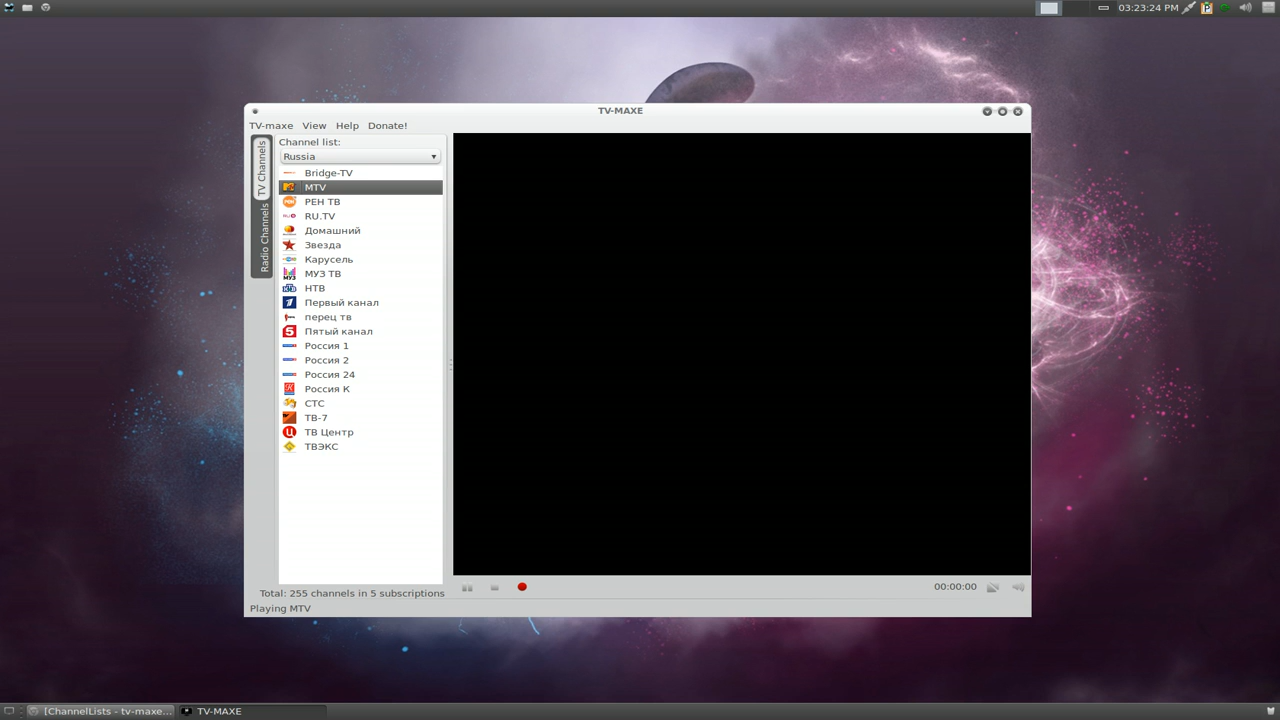 03:23:24 PM
TV-MAXE
TV-maxe View Help Donate!
TV Channels
Radio Channels
Channel list:
Russia
Bridge-TV
MTV
РЕН ТВ
RU.TV
Домашний
Звезда
Карусель
МУЗ ТВ
НТВ
Первый канал
перец тв
Пятый канал
Россия 1
Россия 2
Россия 24
Россия К
СТС
ТВ-7
ТВ Центр
ТВЭКС
Total: 255 channels in 5 subscriptions
00:00:00
Playing MTV
[ChannelLists - tv-maxe...
TV-MAXE